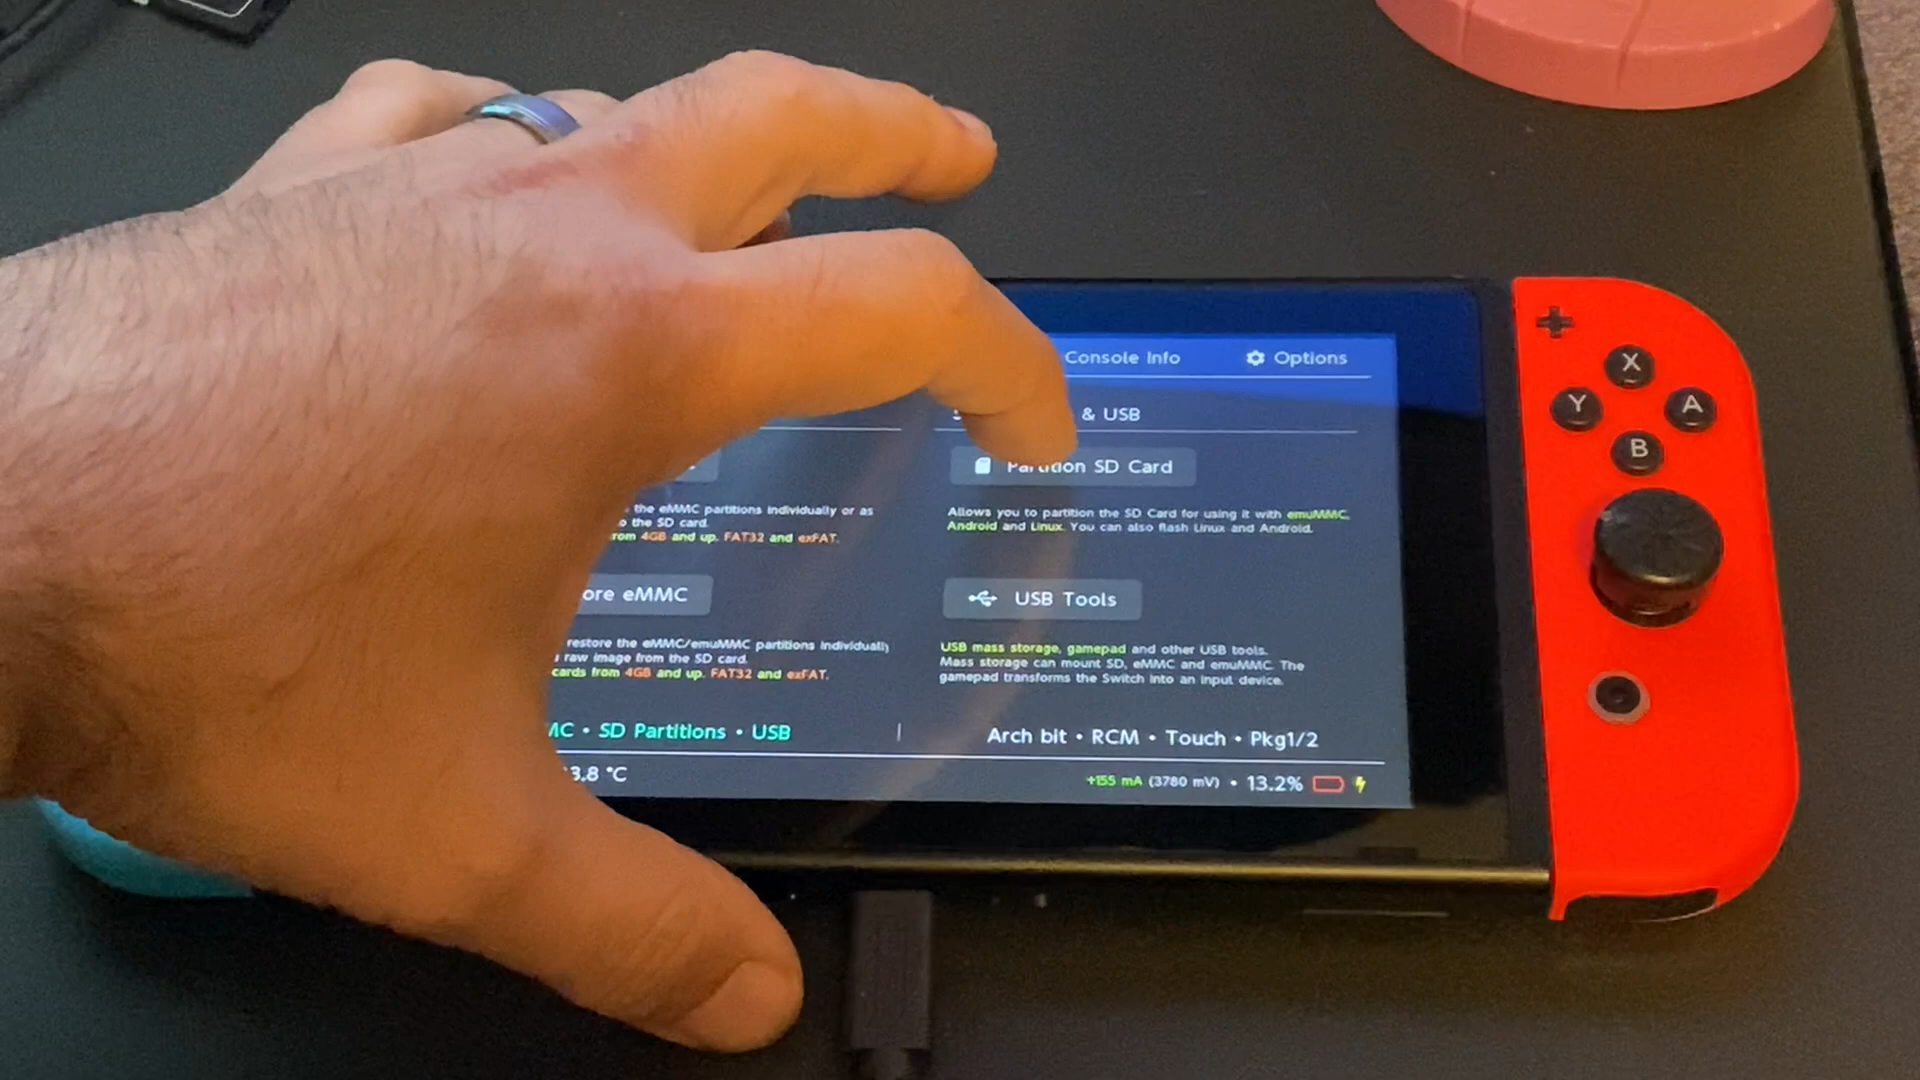 Console Info
Options
& USB
Partition SD Card
the eMMC partitions individually or as
to the SD card.
from 4GB and up. FAT32 and exFAT.
Allows you to partition the SD Card for using it with emuMMC,
Android and Linux. You can also flash Linux and Android.
ore eMMC
USB Tools
restore the eMMC/emuMMC partitions individually
raw image from the SD card.
cards from 4GB and up. FAT32 and exFAT.
USB mass storage, gamepad and other USB tools.
Mass storage can mount SD, eMMC and emuMMC. The
gamepad transforms the Switch into an input device.
MC • SD Partitions • USB
Arch bit • RCM • Touch • Pkg1/2
3.8 °C
+155 mA (3780 mV) • 13.2%
X
Y
A
B